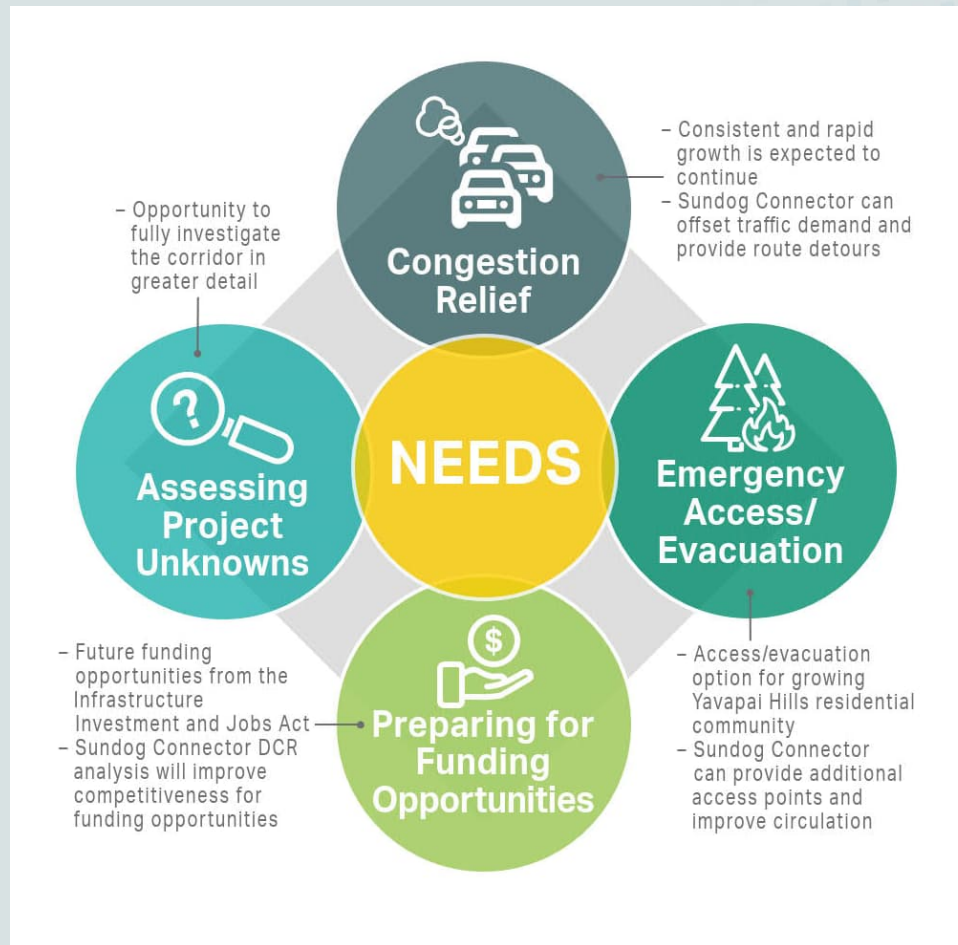 – Consistent and rapid
growth is expected to
continue
– Sundog Connector can
offset traffic demand and
provide route detours
Congestion
Relief
– Opportunity to
fully investigate
the corridor in
greater detail
?
Assessing
Project
Unknowns
NEEDS
Emergency
Access/
Evacuation
– Future funding
opportunities from the
Infrastructure
Investment and Jobs Act
– Sundog Connector DCR
analysis will improve
competitiveness for
funding opportunities
$
Preparing for
Funding
Opportunities
– Access/evacuation
option for growing
Yavapai Hills residential
community
– Sundog Connector
can provide additional
access points and
improve circulation